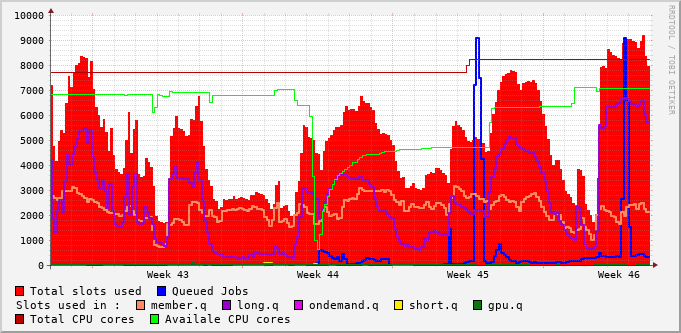 10000
9000
8000
7000
6000
5000
4000
3000
2000
1000
0
Week 43 Week 44 Week 45 Week 46
RRDTOOL / TOBI OETIKER
Total slots used Queued Jobs
Slots used in : member.q long.q ondemand.q short.q gpu.q
Total CPU cores Availale CPU cores